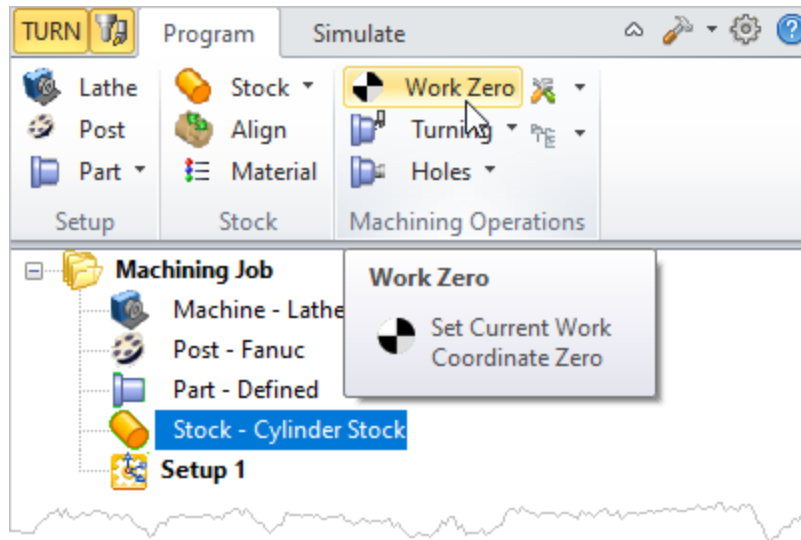 TURN Program Simulate
Lathe Stock Work Zero
Post Align Turning
Part Material Holes
Setup Stock Machining Operations
Machining Job
Machine - Lathe
Post - Fanuc
Part - Defined
Stock - Cylinder Stock
Setup 1
Work Zero
Set Current Work
Coordinate Zero